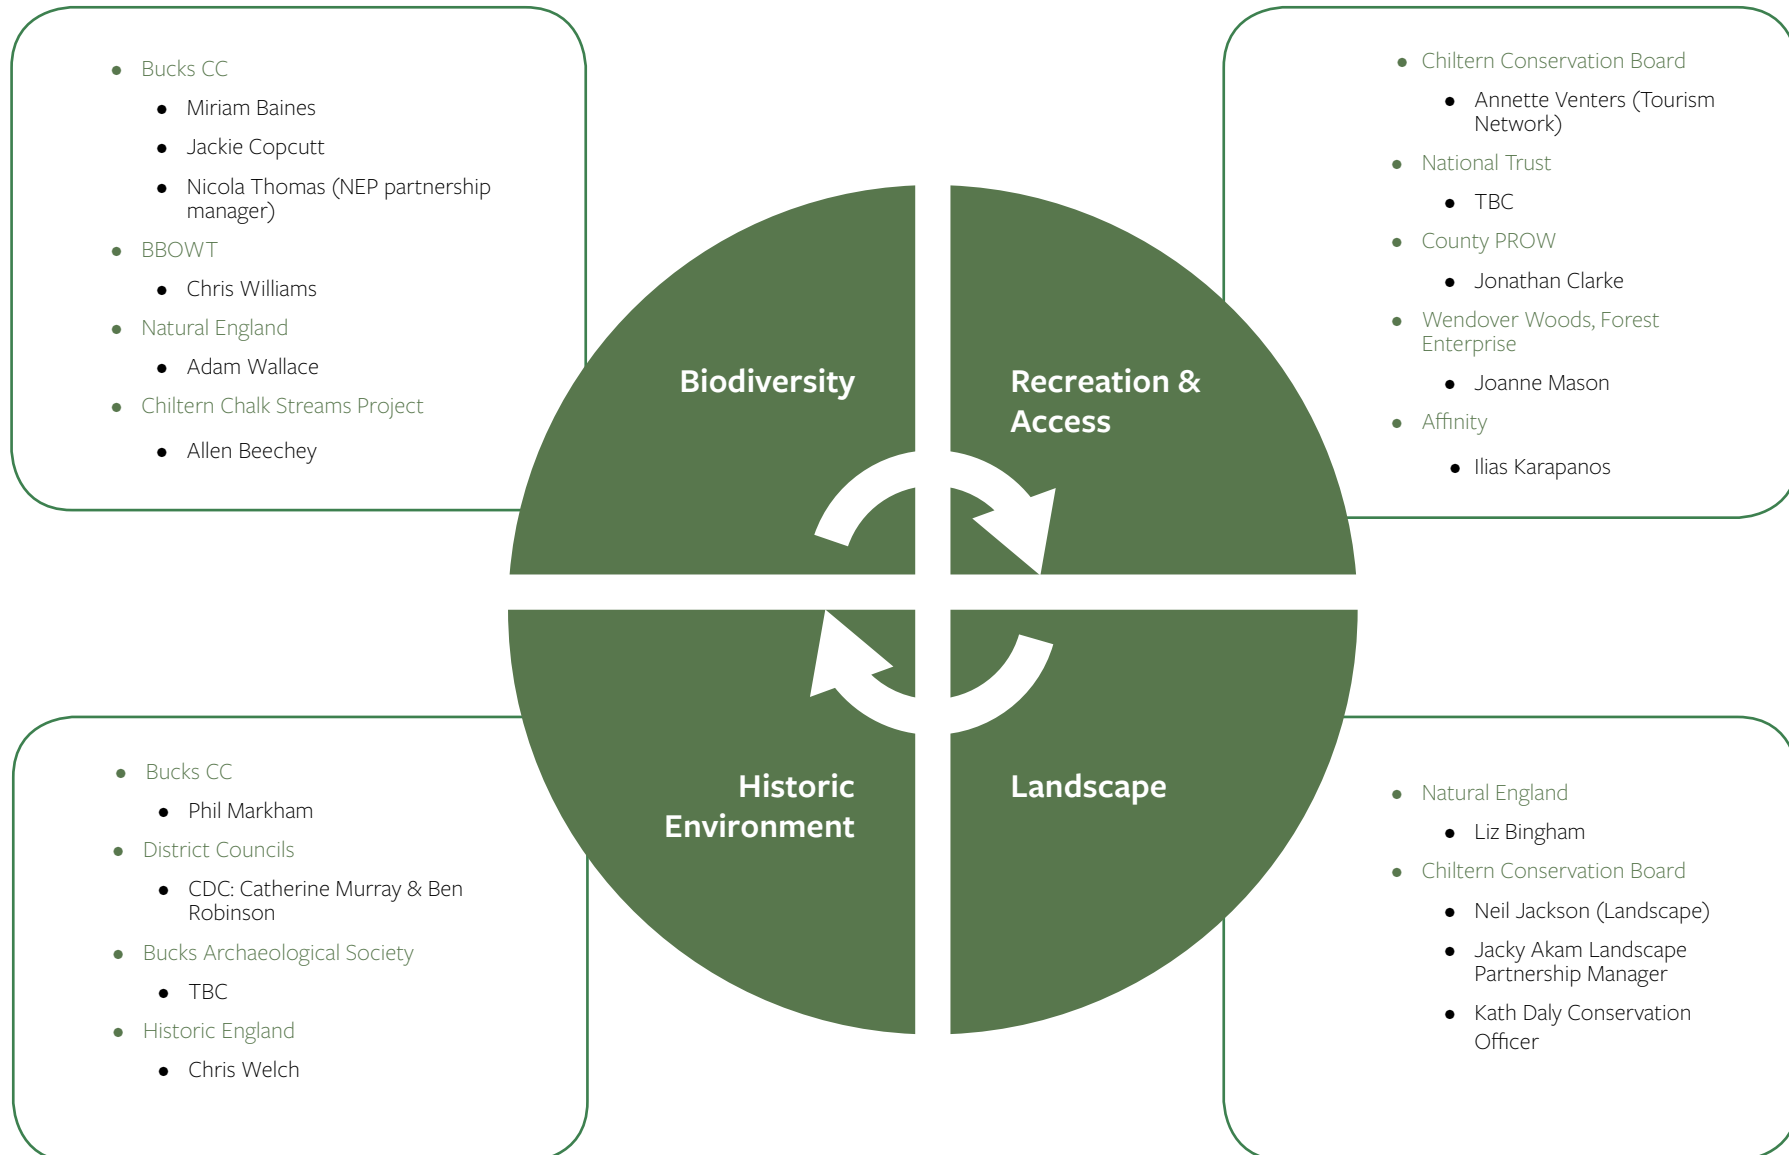 Bucks CC
Miriam Baines
Jackie Copcutt
Nicola Thomas (NEP partnership
manager)
BBOWT
Chris Williams
Natural England
Adam Wallace
Chiltern Chalk Streams Project
Allen Beechey
Chiltern Conservation Board
Annette Venters (Tourism
Network)
National Trust
TBC
County PROW
Jonathan Clarke
Wendover Woods, Forest
Enterprise
Joanne Mason
Affinity
Ilias Karapanos
Biodiversity
Recreation &
Access
Historic
Environment
Landscape
Bucks CC
Phil Markham
District Councils
CDC: Catherine Murray & Ben
Robinson
Bucks Archaeological Society
TBC
Historic England
Chris Welch
Natural England
Liz Bingham
Chiltern Conservation Board
Neil Jackson (Landscape)
Jacky Akam Landscape
Partnership Manager
Kath Daly Conservation
Officer